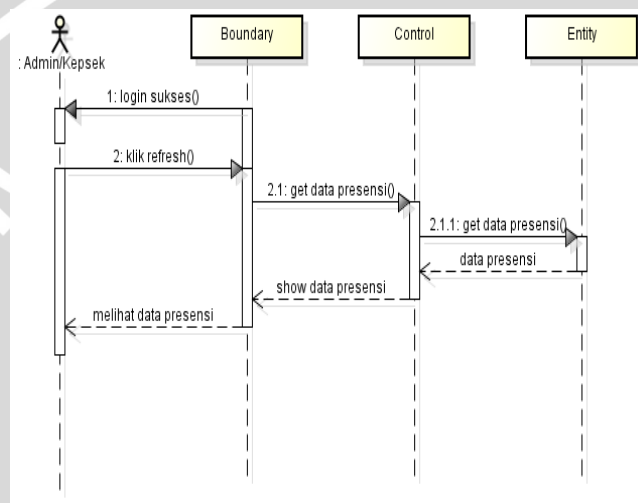 Boundary
Control
Entity
: Admin/Kepsek
1: login sukses()
2: klik refresh()
2.1: get data presensi()
2.1.1: get data presensi()
data presensi
show data presensi
melihat data presensi